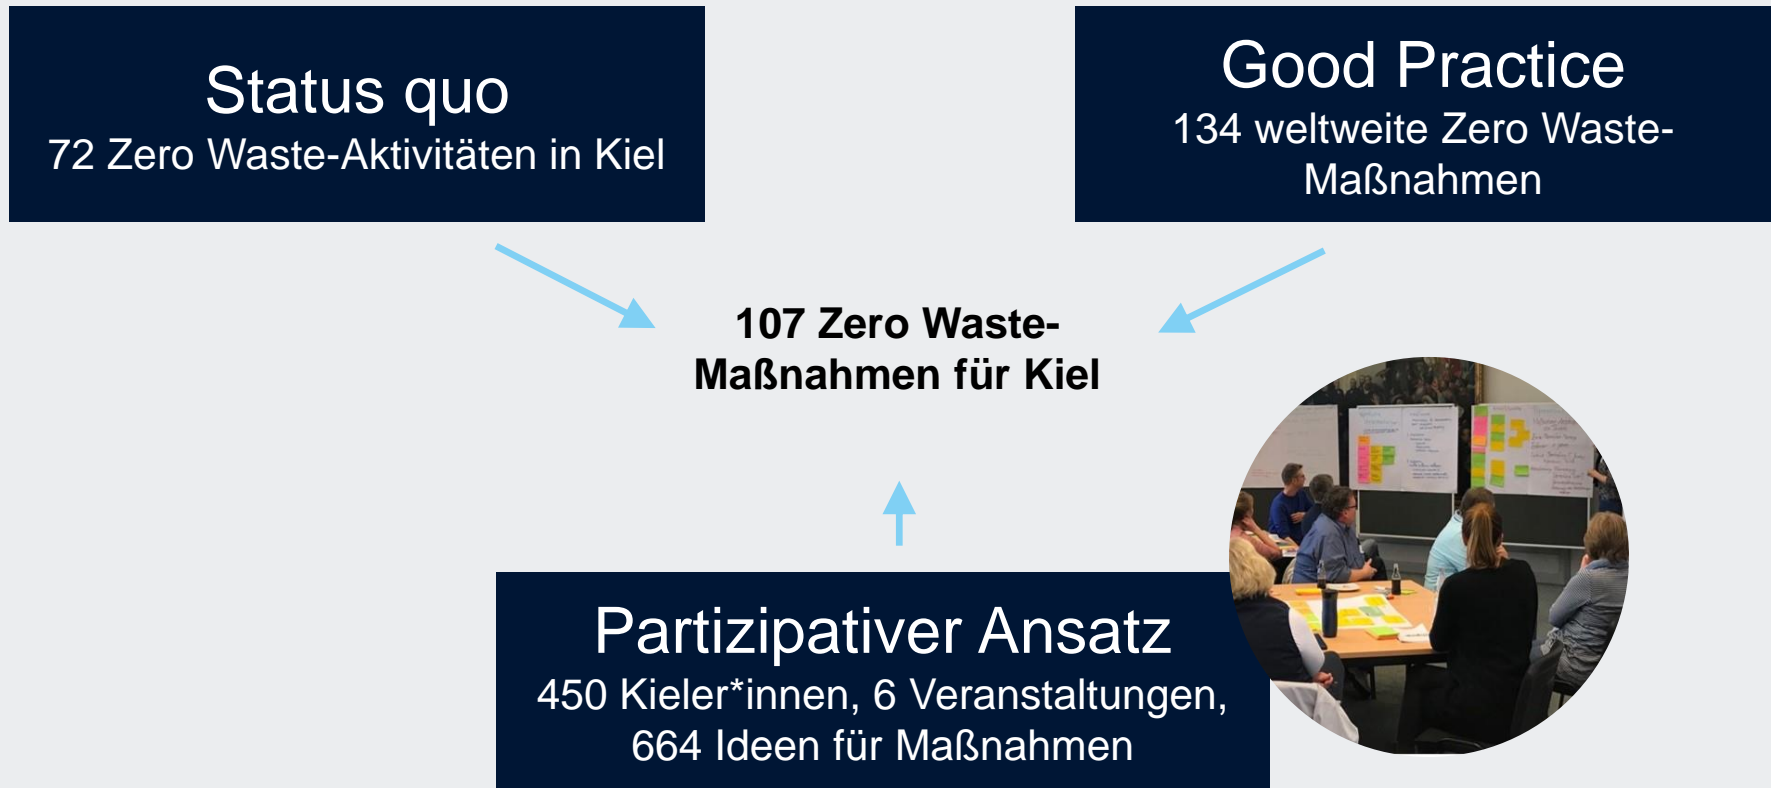 Status quo
72 Zero Waste-Aktivitäten in Kiel
Good Practice
134 weltweite Zero Waste-
Maßnahmen
107 Zero Waste-
Maßnahmen für Kiel
Partizipativer Ansatz
450 Kieler*innen, 6 Veranstaltungen,
664 Ideen für Maßnahmen